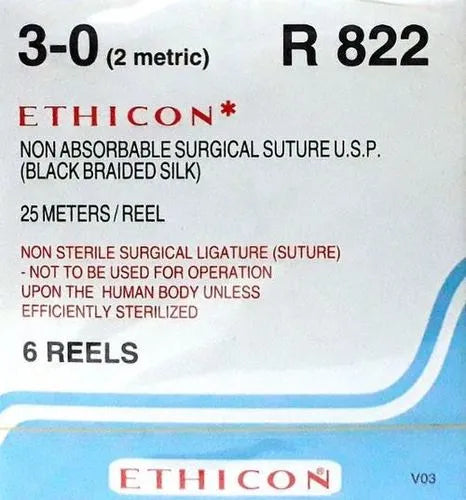 3-0 (2 metric) R 822
ETHICON*
NON ABSORBABLE SURGICAL SUTURE U.S.P.
(BLACK BRAIDED SILK)
25 METERS/REEL
NON STERILE SURGICAL LIGATURE (SUTURE)
- NOT TO BE USED FOR OPERATION
UPON THE HUMAN BODY UNLESS
EFFICIENTLY STERILIZED
6 REELS
ETHICON®
V03